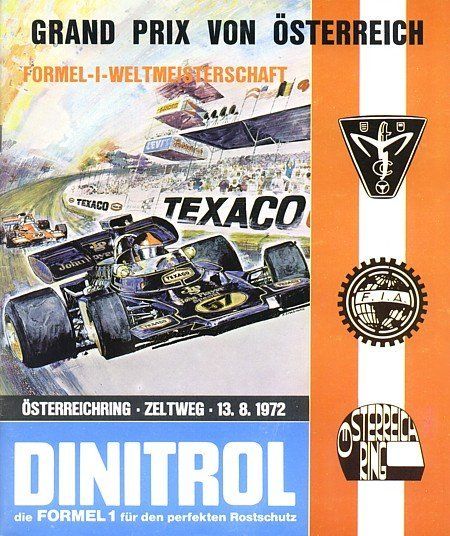 GRAND PRIX VON ÖSTERREICH
FORMEL-I-WELTMEISTERSCHAFT
TEXACO
TEXACO
F.I.A
ÖSTERREICHRING · ZELTWEG · 13. 8. 1972
ÖSTERREICH
RING
DINITROL
die FORMEL 1 für den perfekten Rostschutz